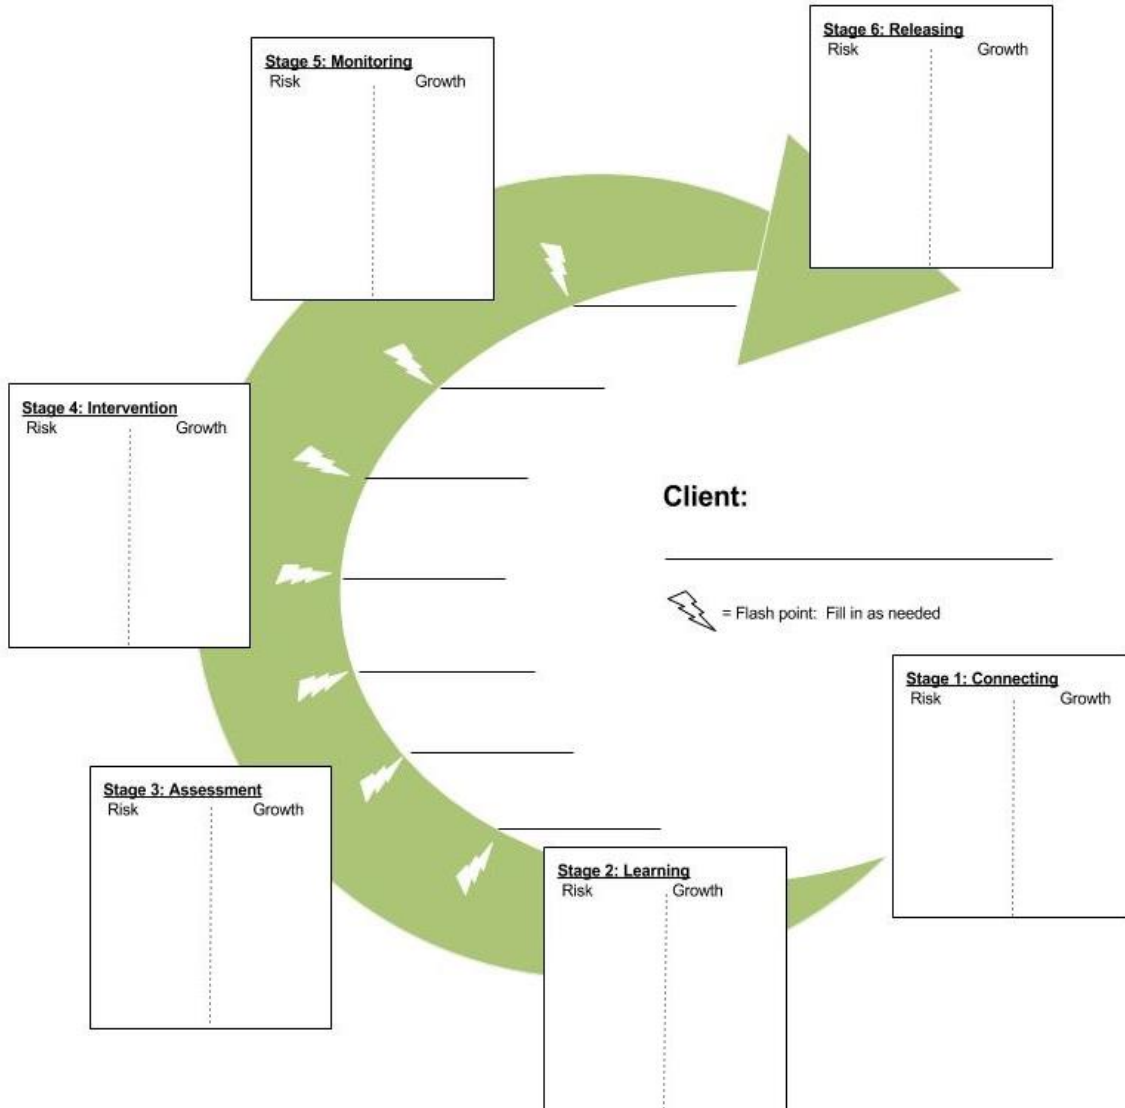 Stage 6: Releasing
Risk Growth
Stage 5: Monitoring
Risk Growth
Stage 4: Intervention
Risk Growth
Client:
= Flash point: Fill in as needed
Stage 1: Connecting
Risk Growth
Stage 3: Assessment
Risk Growth
Stage 2: Learning
Risk Growth